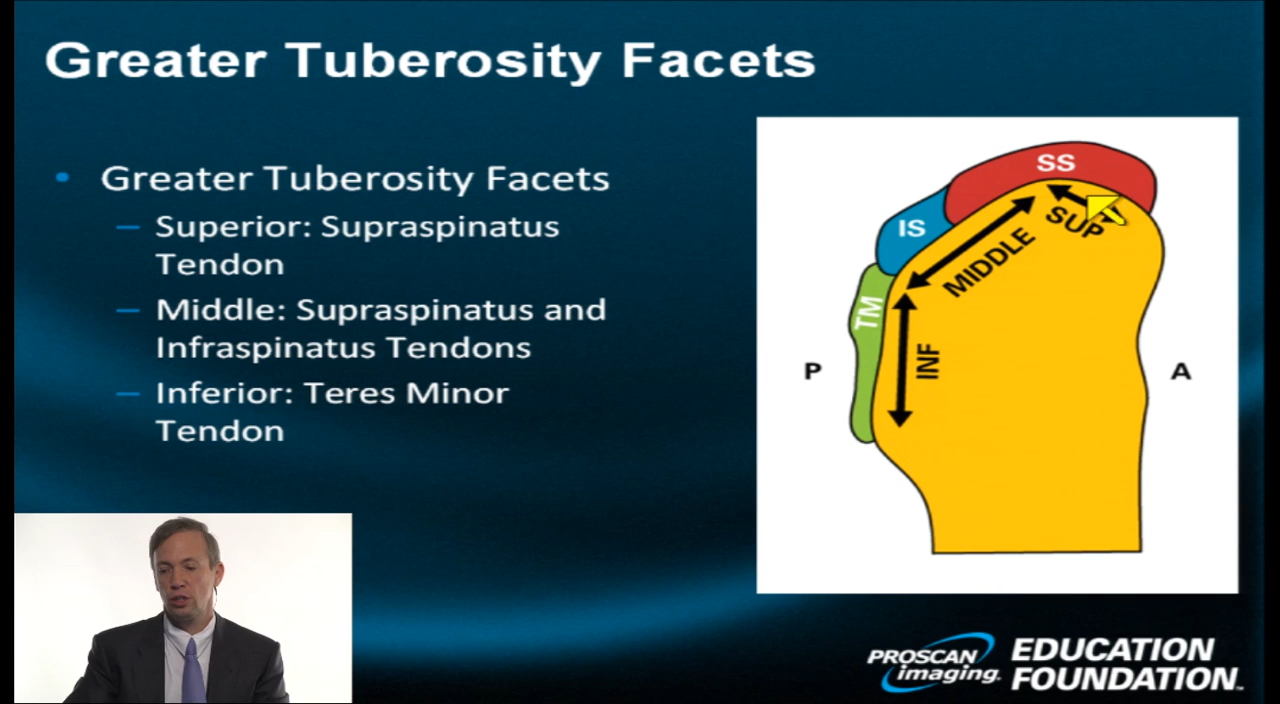 Greater Tuberosity Facets
• Greater Tuberosity Facets
– Superior: Supraspinatus
Tendon
– Middle: Supraspinatus and
Infraspinatus Tendons
– Inferior: Teres Minor
Tendon
SS
IS
SUP
MIDDLE
TM
INF
P
A
PROSCAN
imaging.
EDUCATION
FOUNDATION